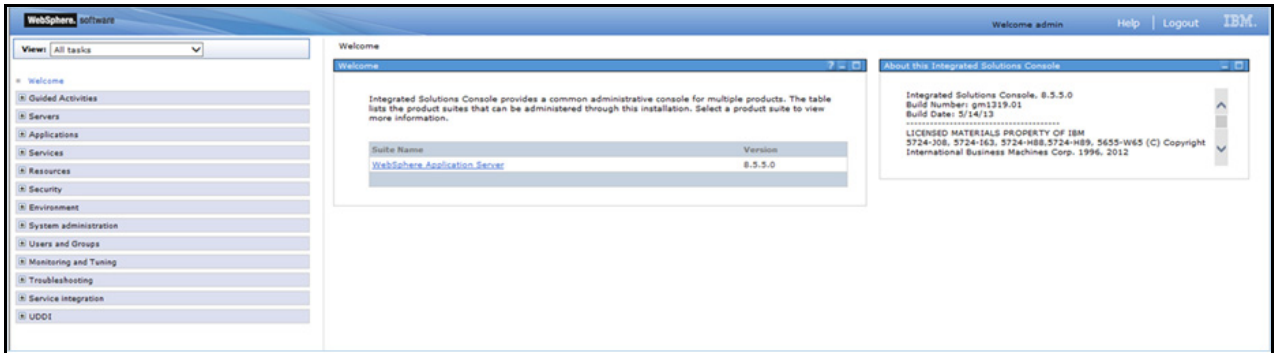 WebSphere. software
Welcome admin Help | Logout IBM.
View: All tasks
Welcome
Guided Activities
Servers
Applications
Services
Resources
Security
Environment
System administration
Users and Groups
Monitoring and Tuning
Troubleshooting
Service integration
UDDI
Welcome
Welcome ?
Integrated Solutions Console provides a common administrative console for multiple products. The table
lists the product suites that can be administered through this installation. Select a product suite to view
more information.
Suite Name Version
WebSphere Application Server 8.5.5.0
About this Integrated Solutions Console
Integrated Solutions Console, 8.5.5.0
Build Number: gm1319.01
Build Date: 5/14/13
----------------------------------------
LICENSED MATERIALS PROPERTY OF IBM
5724-J08, 5724-I63, 5724-H88,5724-H89, 5655-W65 (C) Copyright
International Business Machines Corp. 1996, 2012